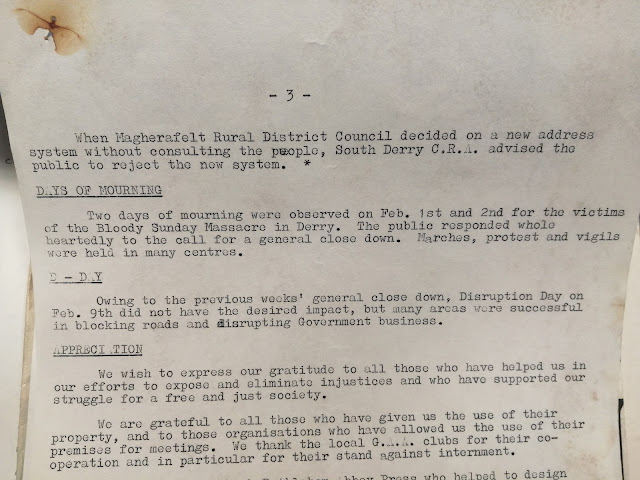 - 3 -
When Magherafelt Rural District Council decided on a new address
system without consulting the people, South Derry C.R.A. advised the
public to reject the new system. *
DAYS OF MOURNING
Two days of mourning were observed on Feb. 1st and 2nd for the victims
of the Bloody Sunday Massacre in Derry. The public responded whole
heartedly to the call for a general close down. Marches, protest and vigils
were held in many centres.
D - DAY
Owing to the previous weeks' general close down, Disruption Day on
Feb. 9th did not have the desired impact, but many areas were successful
in blocking roads and disrupting Government business.
APPRECIATION
We wish to express our gratitude to all those who have helped us in
our efforts to expose and eliminate injustices and who have supported our
struggle for a free and just society.
We are grateful to all those who have given us the use of their
property, and to those organisations who have allowed us the use of their
premises for meetings. We thank the local G.A.A. clubs for their co-
operation and in particular for their stand against internment.
Press who helped to design